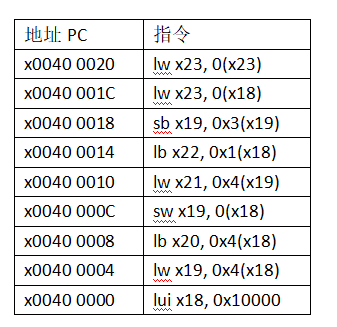 地址 PC 指令
x0040 0020 lw x23, 0(x23)
x0040 001C lw x23, 0(x18)
x0040 0018 sb x19, 0x3(x19)
x0040 0014 lb x22, 0x1(x18)
x0040 0010 lw x21, 0x4(x19)
x0040 000C sw x19, 0(x18)
x0040 0008 lb x20, 0x4(x18)
x0040 0004 lw x19, 0x4(x18)
x0040 0000 lui x18, 0x10000